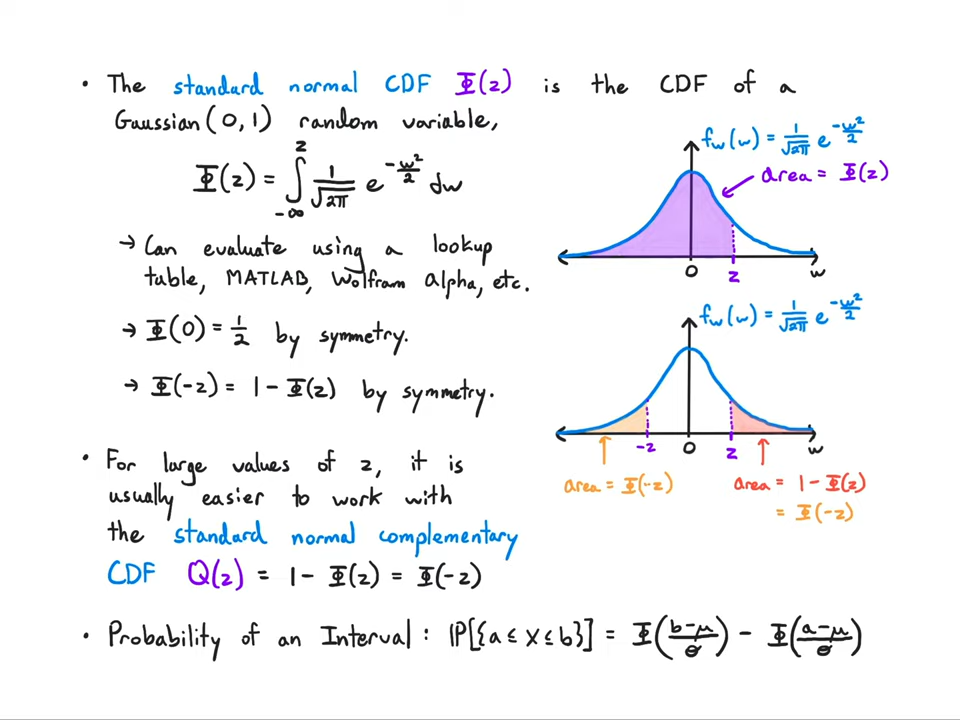 • The standard normal CDF Φ(z) is the CDF of a
Gaussian(0,1) random variable,
Φ(z) = ∫_{-∞}^{z} 1/√(2π) e^{-w²/2} dw
→ Can evaluate using a lookup
table, MATLAB, Wolfram Alpha, etc.
→ Φ(0) = 1/2 by symmetry.
→ Φ(-z) = 1 - Φ(z) by symmetry.
• For large values of z, it is
usually easier to work with
the standard normal complementary
CDF Q(z) = 1 - Φ(z) = Φ(-z)
• Probability of an Interval: ℙ[{a ≤ X ≤ b}] = Φ((b-μ)/σ) - Φ((a-μ)/σ)
f_W(w) = 1/√(2π) e^{-w²/2}
area = Φ(z)
0 z w
f_W(w) = 1/√(2π) e^{-w²/2}
-z 0 z w
area = Φ(-z)
area = 1 - Φ(z)
= Φ(-z)